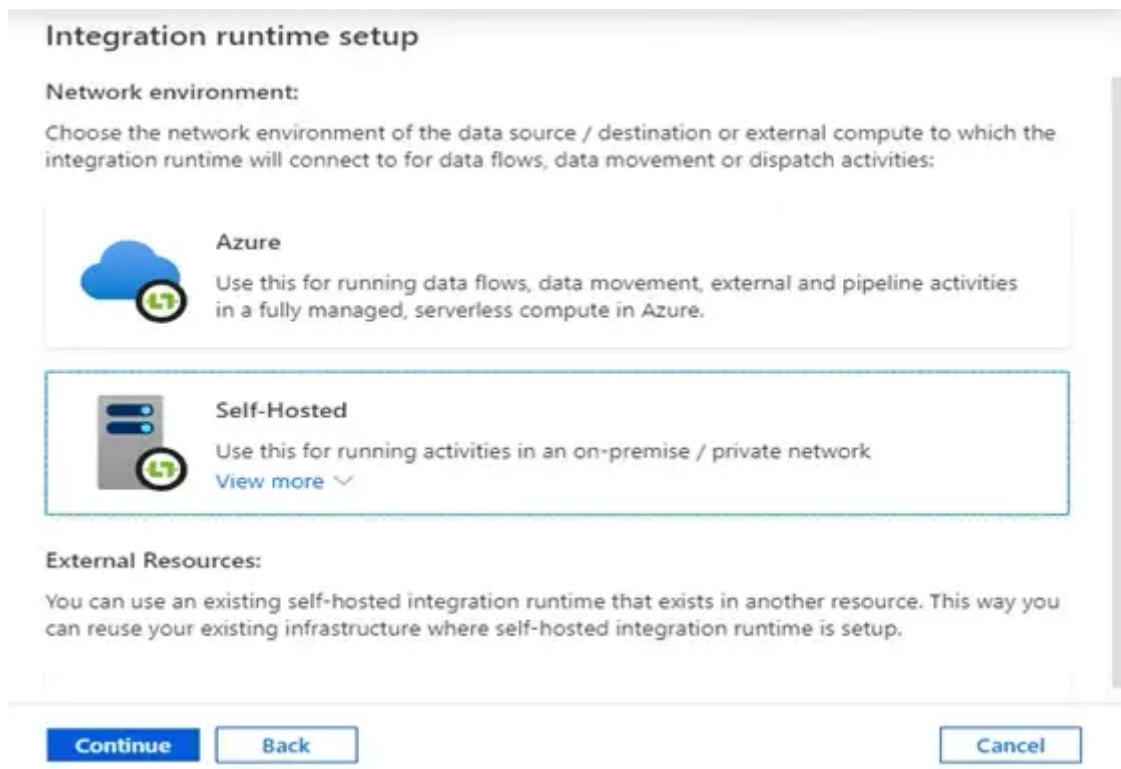 Integration runtime setup
Network environment:
Choose the network environment of the data source / destination or external compute to which the
integration runtime will connect to for data flows, data movement or dispatch activities:
Azure
Use this for running data flows, data movement, external and pipeline activities
in a fully managed, serverless compute in Azure.
Self-Hosted
Use this for running activities in an on-premise / private network
View more
External Resources:
You can use an existing self-hosted integration runtime that exists in another resource. This way you
can reuse your existing infrastructure where self-hosted integration runtime is setup.
Continue
Back
Cancel